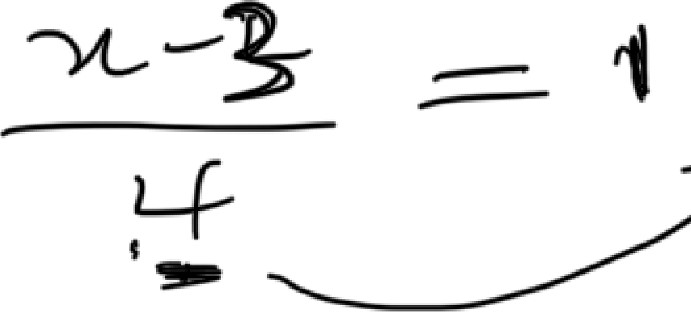 x - 3
4
= 1